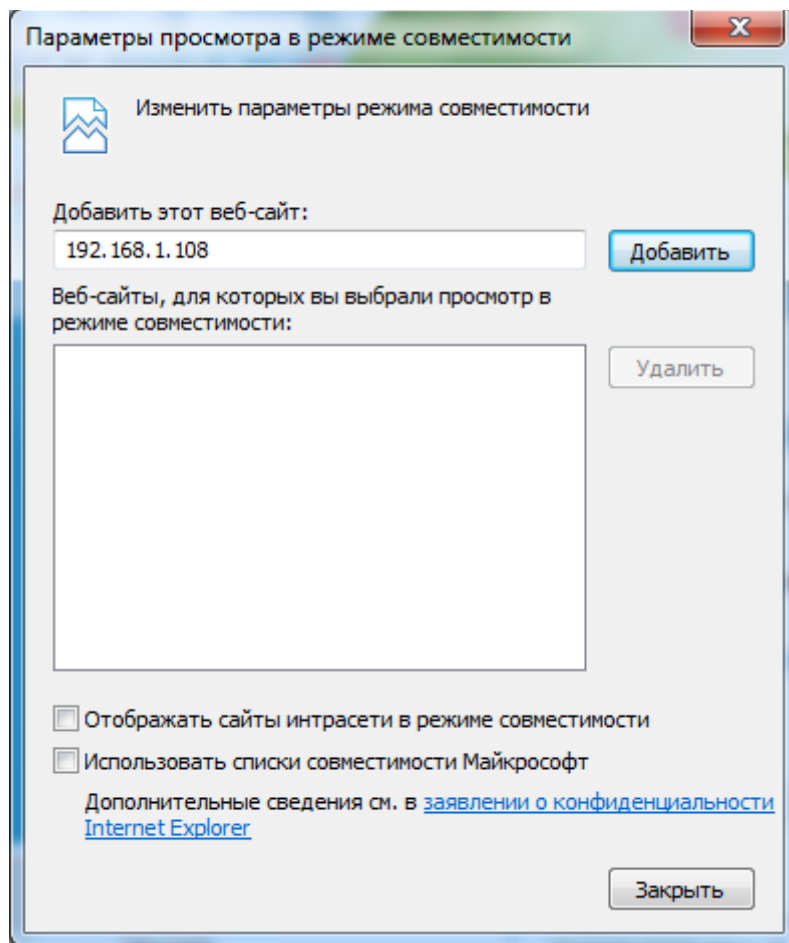 Параметры просмотра в режиме совместимости
Изменить параметры режима совместимости
Добавить этот веб-сайт:
192.168.1.108
Добавить
Веб-сайты, для которых вы выбрали просмотр в
режиме совместимости:
Удалить
Отображать сайты интрасети в режиме совместимости
Использовать списки совместимости Майкрософт
Дополнительные сведения см. в заявлении о конфиденциальности
Internet Explorer
Закрыть